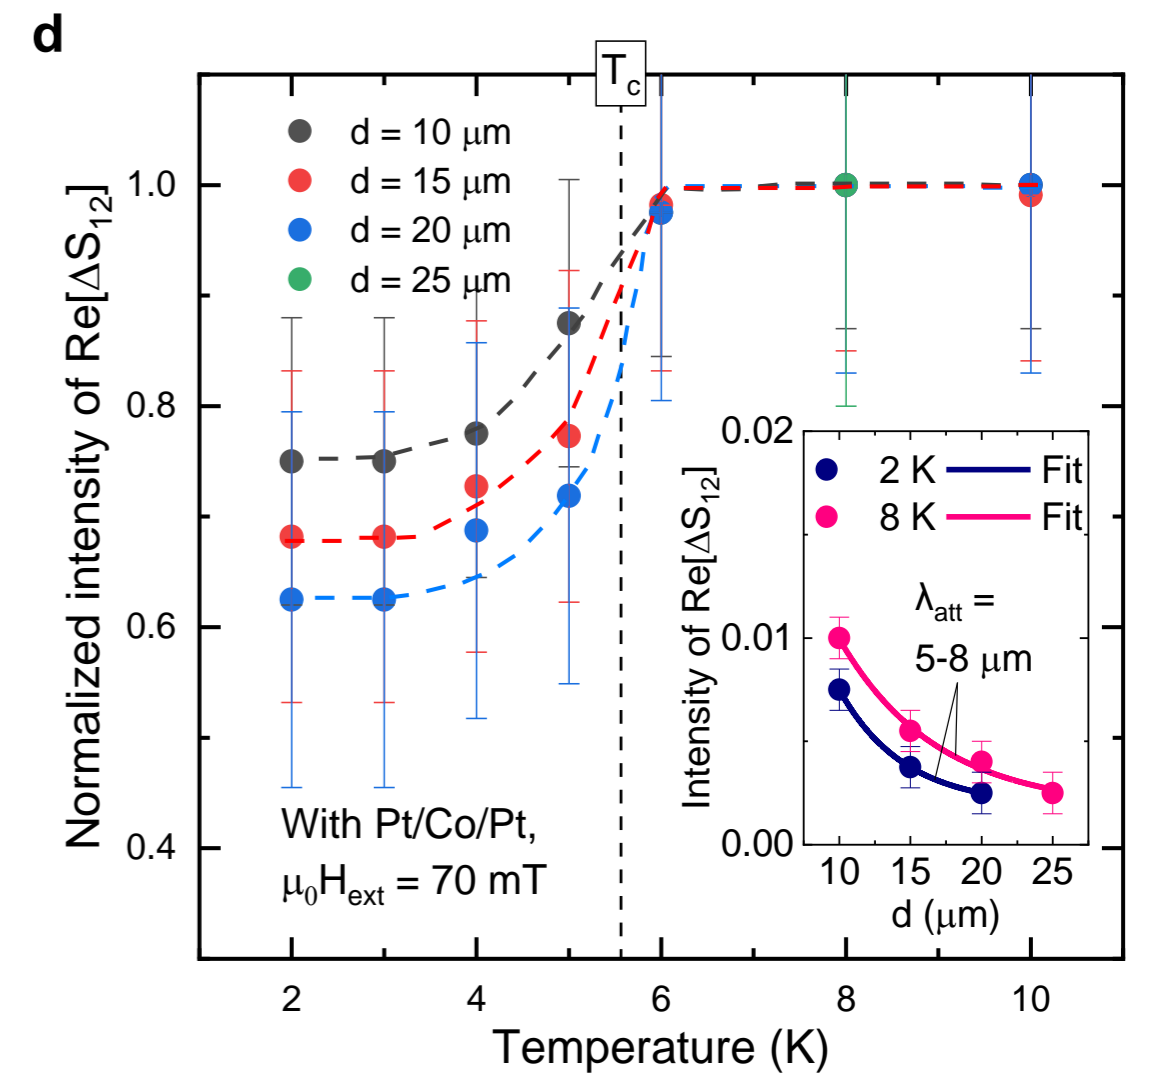 d
T_c
d = 10 μm
d = 15 μm
d = 20 μm
d = 25 μm
Normalized intensity of Re[ΔS_12]
1.0
0.8
0.6
0.4
With Pt/Co/Pt,
μ_0H_ext = 70 mT
2
4
6
8
10
Temperature (K)
Intensity of Re[ΔS_12]
0.02
0.01
0.00
2 K Fit
8 K Fit
λ_att =
5-8 μm
10
15
20
25
d (μm)